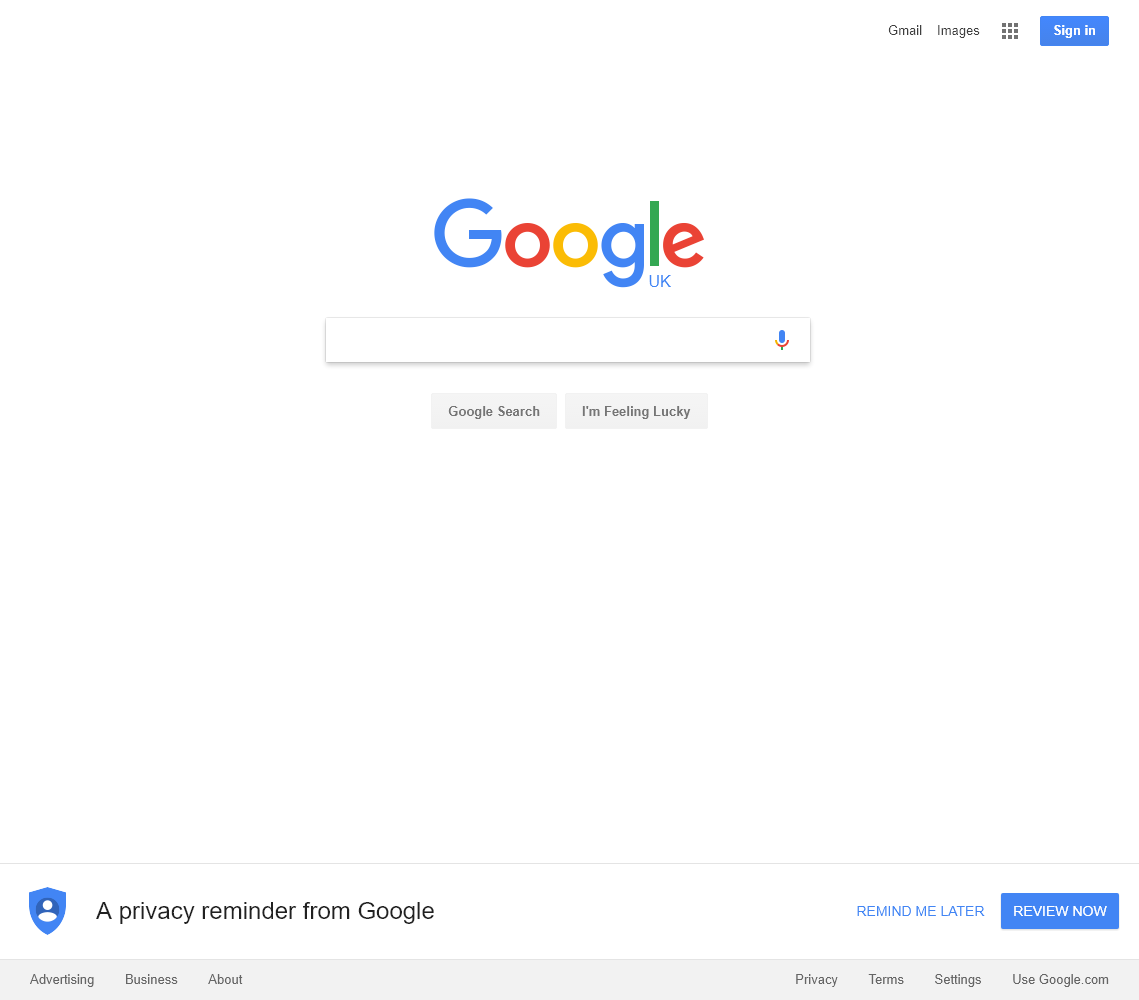 Gmail Images Sign in
Google
UK
Google Search I'm Feeling Lucky
A privacy reminder from Google REMIND ME LATER REVIEW NOW
Advertising Business About Privacy Terms Settings Use Google.com